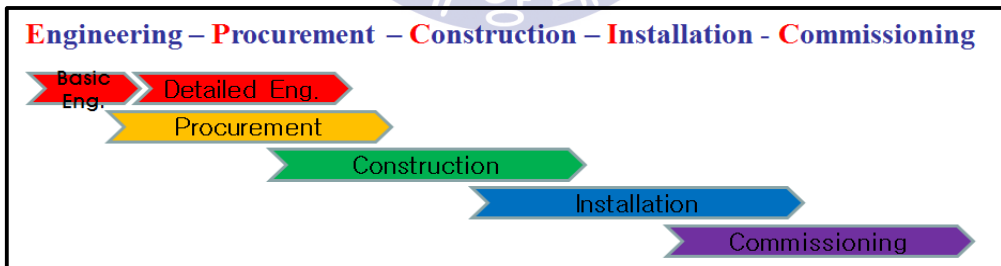 Engineering – Procurement – Construction – Installation - Commissioning
Basic
Eng.
Detailed Eng.
Procurement
Construction
Installation
Commissioning